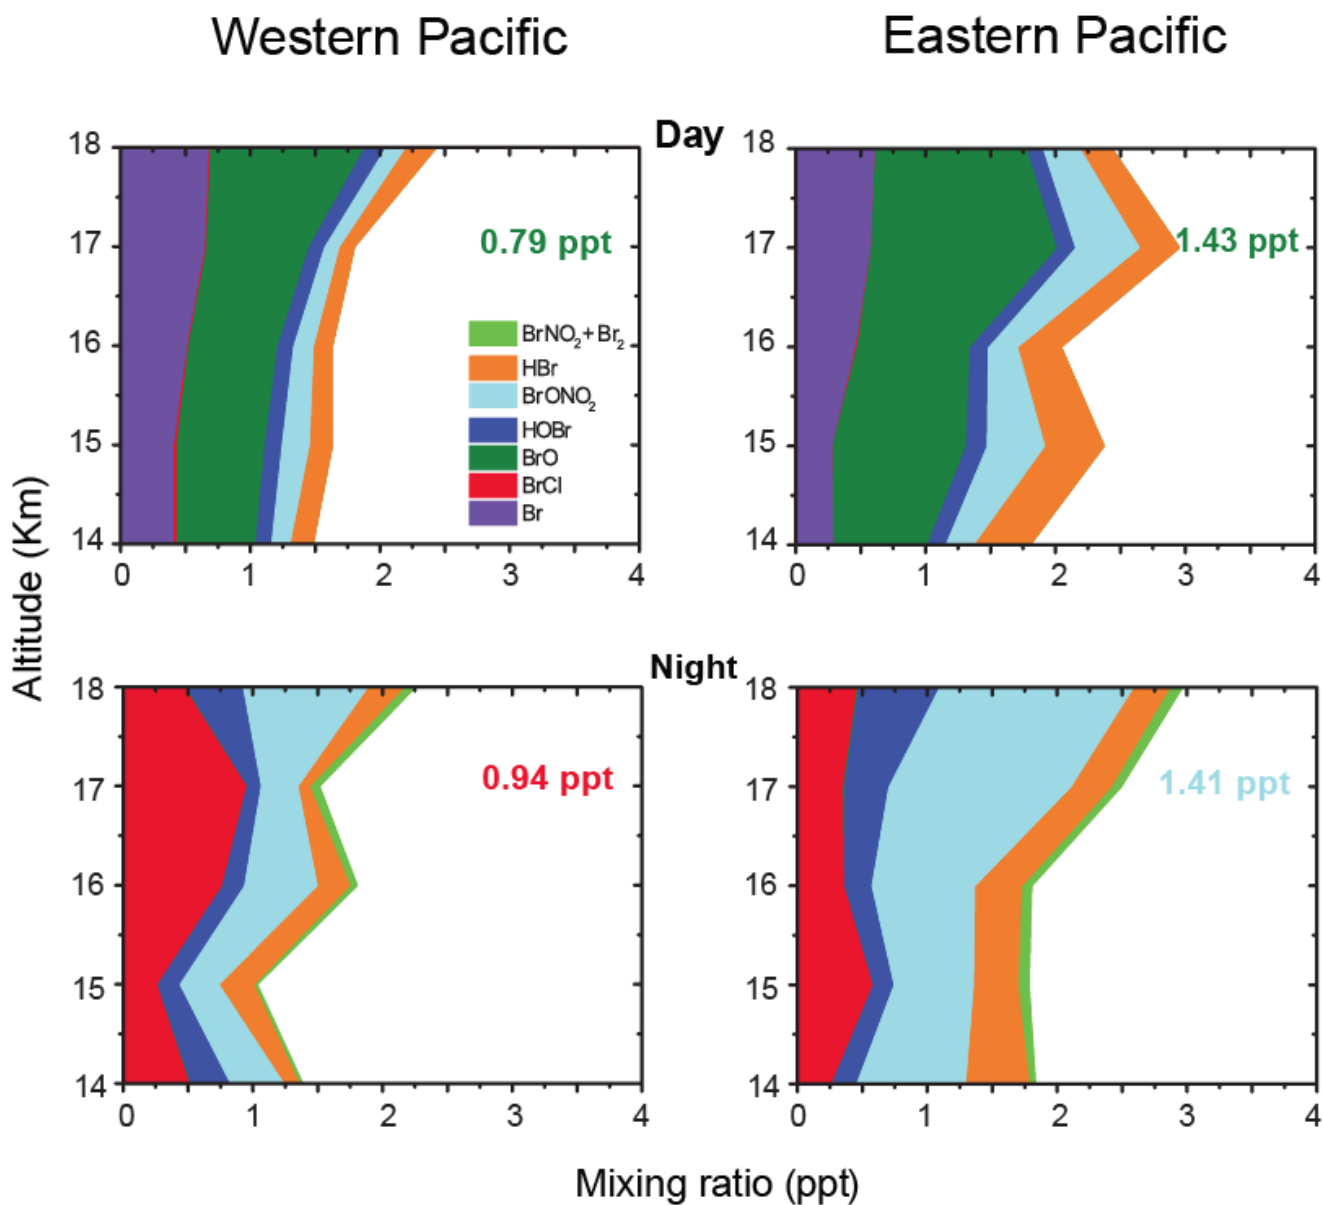 Western Pacific
Eastern Pacific
Day
18
17
16
15
14
0 1 2 3 4
0.79 ppt
BrNO₂+Br₂
HBr
BrONO₂
HOBr
BrO
BrCl
Br
18
17
16
15
14
0 1 2 3 4
1.43 ppt
Altitude (Km)
Night
18
17
16
15
14
0 1 2 3 4
0.94 ppt
18
17
16
15
14
0 1 2 3 4
1.41 ppt
Mixing ratio (ppt)